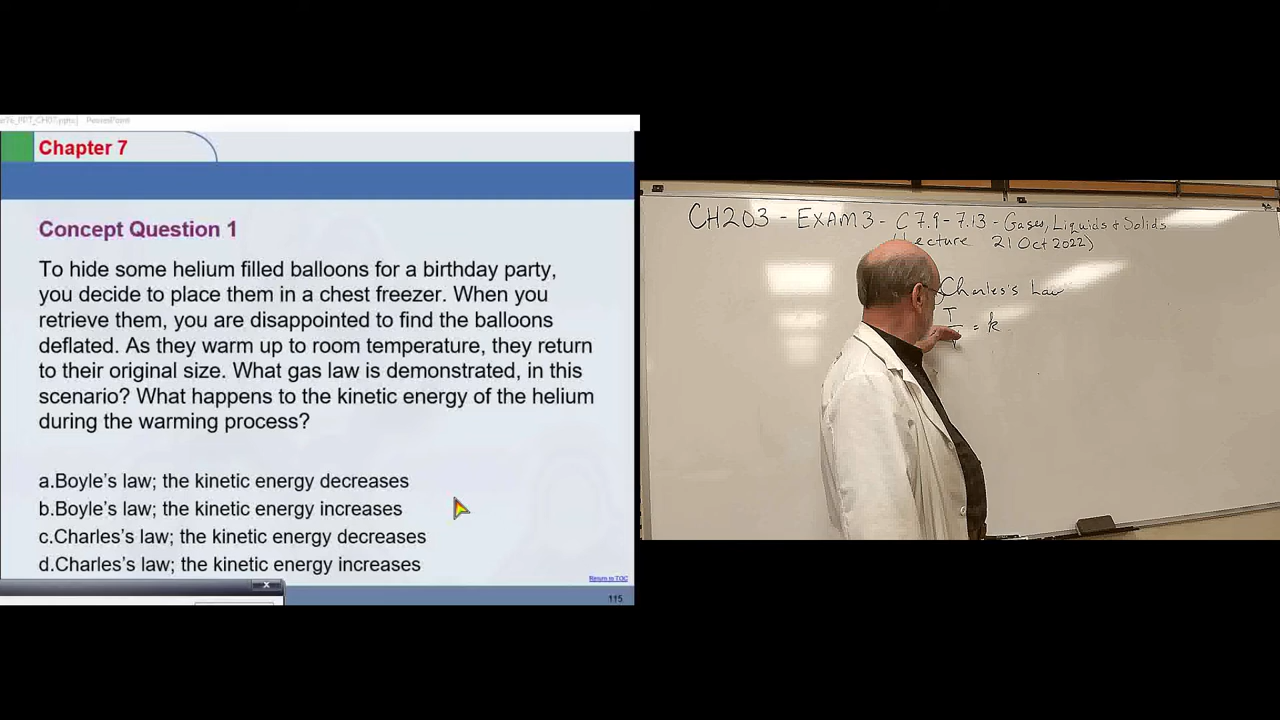 PowerPoint
Chapter 7
Concept Question 1
To hide some helium filled balloons for a birthday party,
you decide to place them in a chest freezer. When you
retrieve them, you are disappointed to find the balloons
deflated. As they warm up to room temperature, they return
to their original size. What gas law is demonstrated, in this
scenario? What happens to the kinetic energy of the helium
during the warming process?
a.Boyle's law; the kinetic energy decreases
b.Boyle's law; the kinetic energy increases
c.Charles's law; the kinetic energy decreases
d.Charles's law; the kinetic energy increases
Return to TOC
115
CH203 - EXAM 3 - C 7.9 - 7.13 - Gases, Liquids & Solids
(Lecture 21 Oct 2022)
Charles's Law
T
= k